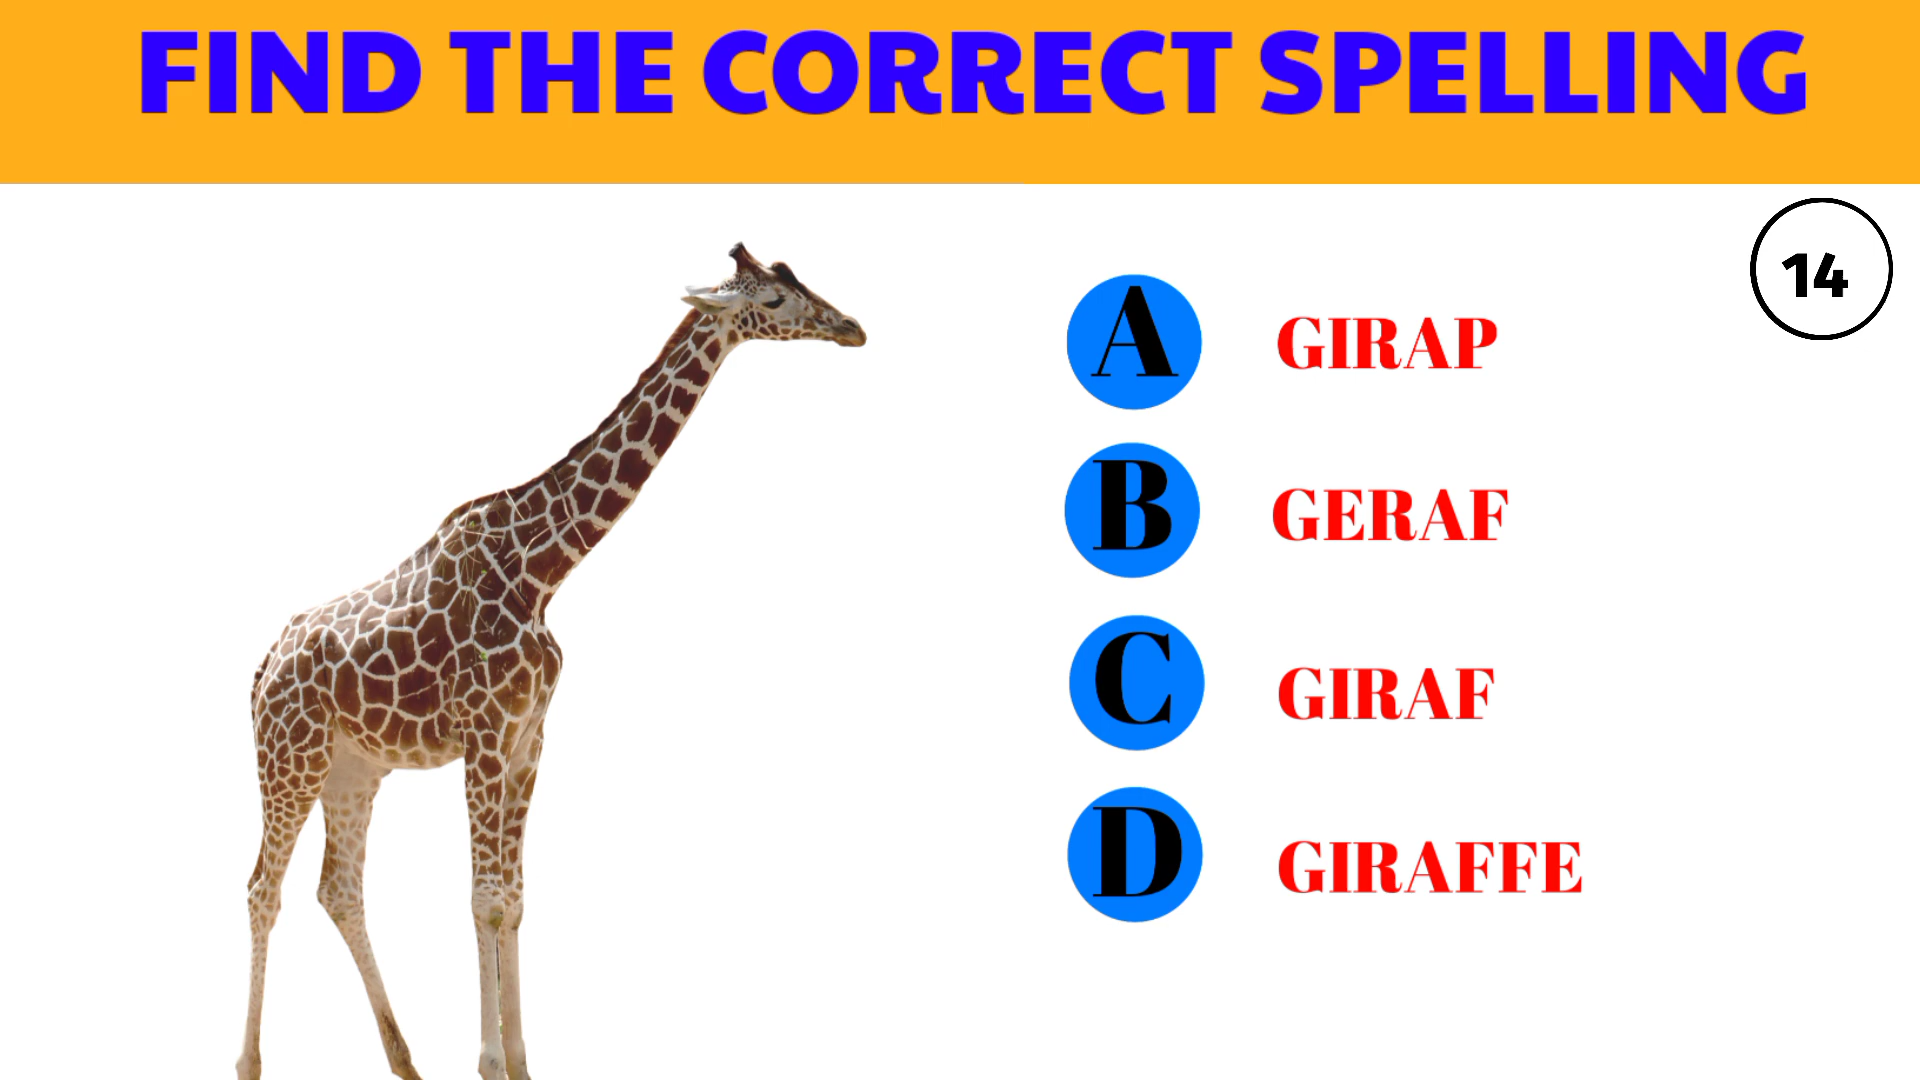 FIND THE CORRECT SPELLING
14
A GIRAP
B GERAF
C GIRAF
D GIRAFFE